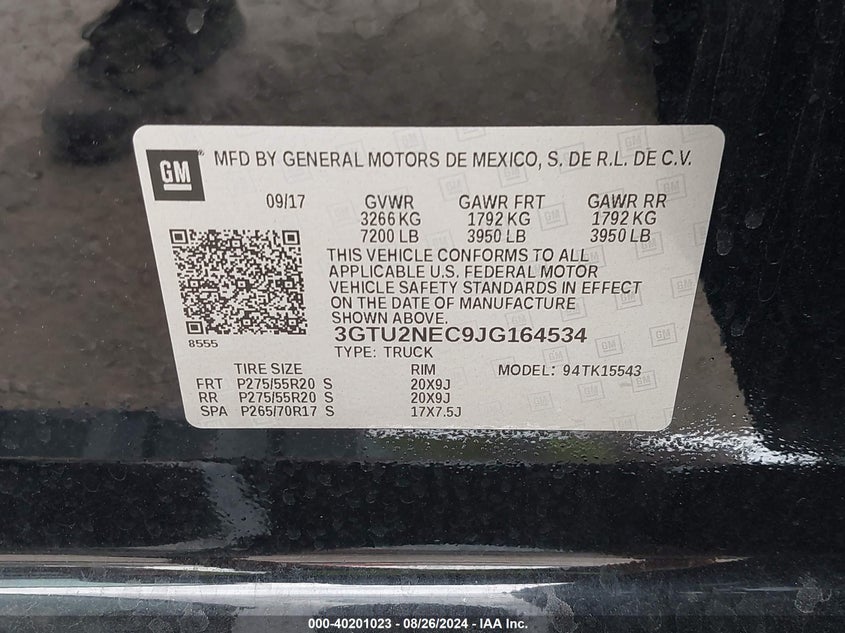 GM
MFD BY GENERAL MOTORS DE MEXICO, S. DE R.L. DE C.V.
09/17 GVWR GAWR FRT GAWR RR
3266 KG 1792 KG 1792 KG
7200 LB 3950 LB 3950 LB
THIS VEHICLE CONFORMS TO ALL
APPLICABLE U.S. FEDERAL MOTOR
VEHICLE SAFETY STANDARDS IN EFFECT
ON THE DATE OF MANUFACTURE
SHOWN ABOVE.
8555
3GTU2NEC9JG164534
TYPE: TRUCK
TIRE SIZE RIM MODEL: 94TK15543
FRT P275/55R20 S 20X9J
RR P275/55R20 S 20X9J
SPA P265/70R17 S 17X7.5J
000-40201023 - 08/26/2024 - IAA Inc.